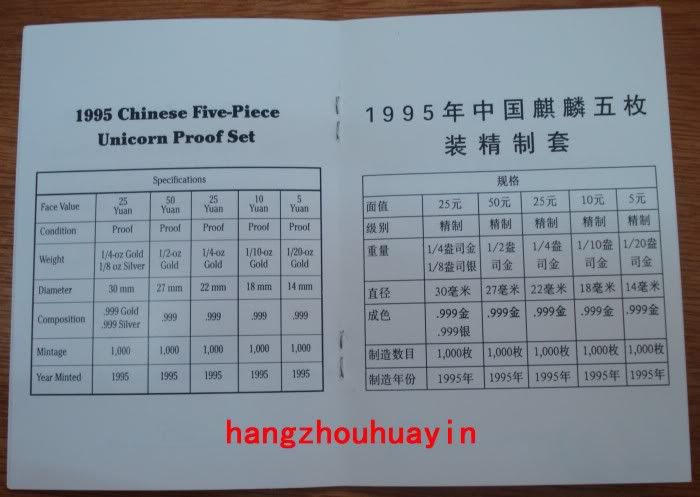 1995 Chinese Five-Piece
Unicorn Proof Set
Specifications
Face Value 25 Yuan 50 Yuan 25 Yuan 10 Yuan 5 Yuan
Condition Proof Proof Proof Proof Proof
Weight 1/4-oz Gold 1/8 oz Silver 1/2-oz Gold 1/4-oz Gold 1/10-oz Gold 1/20-oz Gold
Diameter 30 mm 27 mm 22 mm 18 mm 14 mm
Composition .999 Gold .999 Silver .999 .999 .999 .999
Mintage 1,000 1,000 1,000 1,000 1,000
Year Minted 1995 1995 1995 1995 1995
1995年中国麒麟五枚
装精制套
规格
面值 25元 50元 25元 10元 5元
级别 精制 精制 精制 精制 精制
重量 1/4盎司金 1/8盎司银 1/2盎司金 1/4盎司金 1/10盎司金 1/20盎司金
直径 30毫米 27毫米 22毫米 18毫米 14毫米
成色 .999金 .999银 .999金 .999金 .999金 .999金
制造数目 1,000枚 1,000枚 1,000枚 1,000枚 1,000枚
制造年份 1995年 1995年 1995年 1995年 1995年
hangzhouhuayin